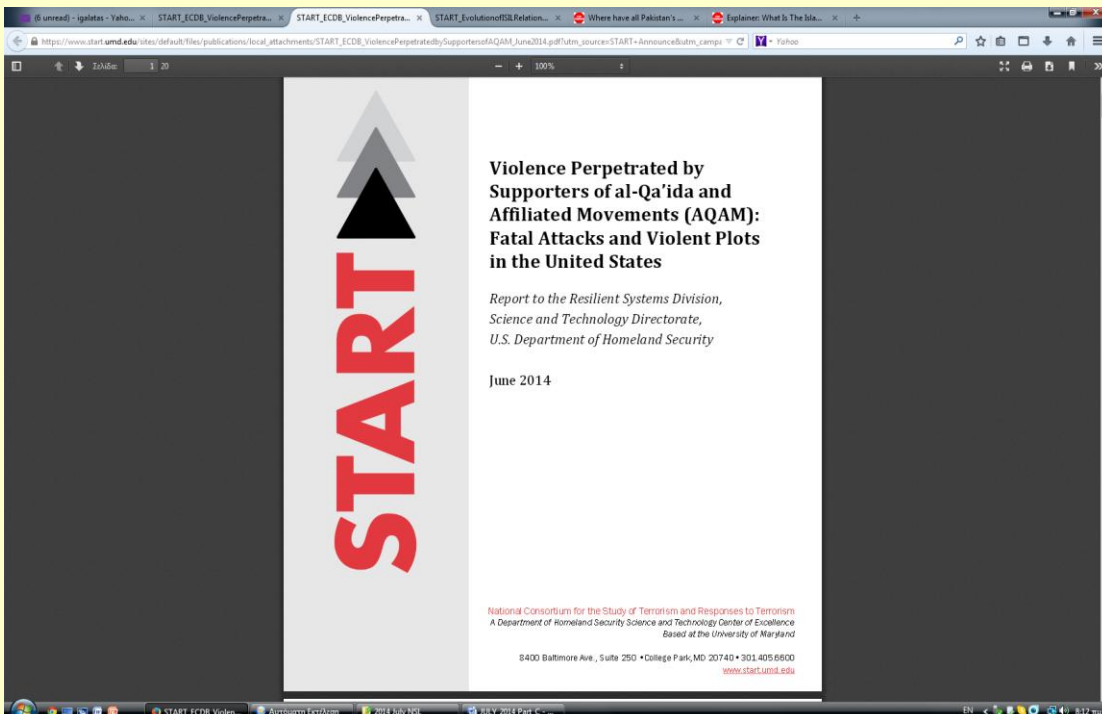 (6 unread) - igalatas - Yaho...
START_ECDB_ViolencePerpetra...
START_ECDB_ViolencePerpetra...
START_EvolutionofISILRelation...
Where have all Pakistan's ...
Explainer: What Is The Isla...
https://www.start.umd.edu/sites/default/files/publications/local_attachments/START_ECDB_ViolencePerpetratedbySupportersofAQAM_June2014.pdf?utm_source=START+Announce&utm_campa
Yahoo
Σελίδα: 1 20
100%
START
Violence Perpetrated by
Supporters of al-Qa'ida and
Affiliated Movements (AQAM):
Fatal Attacks and Violent Plots
in the United States
Report to the Resilient Systems Division,
Science and Technology Directorate,
U.S. Department of Homeland Security
June 2014
National Consortium for the Study of Terrorism and Responses to Terrorism
A Department of Homeland Security Science and Technology Center of Excellence
Based at the University of Maryland
8400 Baltimore Ave., Suite 250 • College Park, MD 20740 • 301.405.6600
www.start.umd.edu
START_ECDB_Violen...
Αυτόματη Εκτέλεση
2014 July NSL
JULY 2014 Part C - ...
EN
8:12 πμ